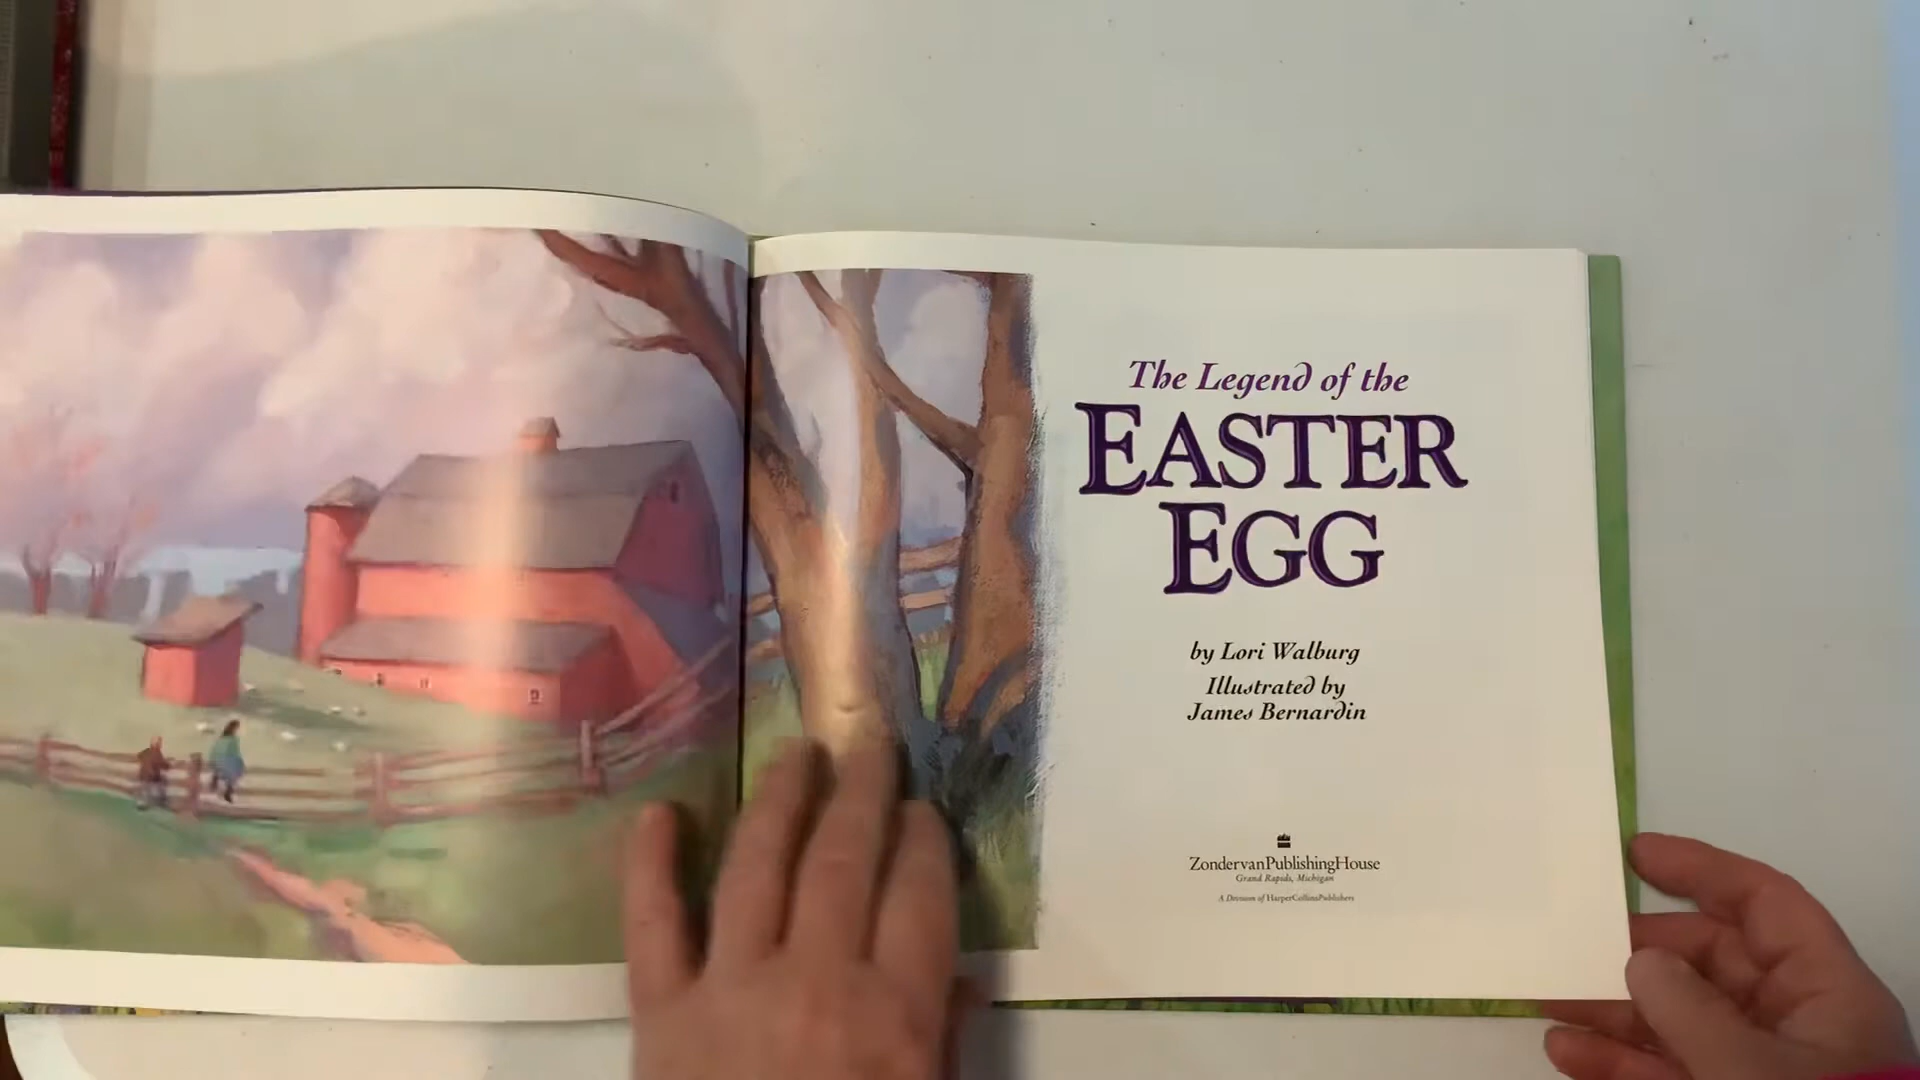 The Legend of the
EASTER
EGG
by Lori Walburg
Illustrated by
James Bernardin
ZondervanPublishingHouse
Grand Rapids, Michigan
A Division of HarperCollinsPublishers